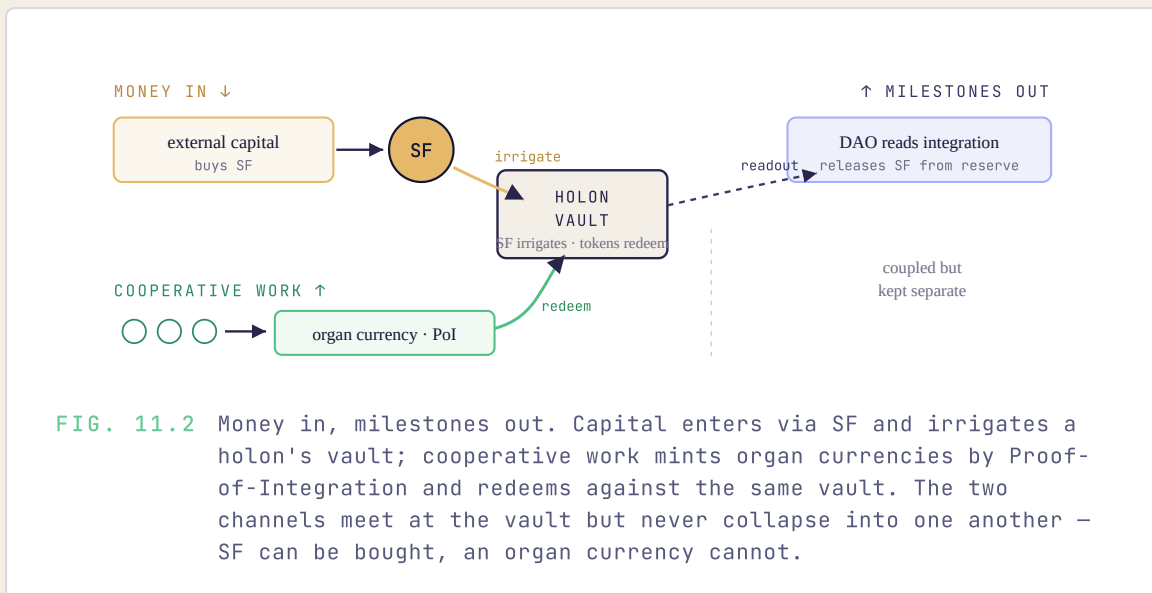 MONEY IN ↓
↑ MILESTONES OUT
external capital
buys SF
SF
irrigate
HOLON
VAULT
SF irrigates · tokens redeem
readout
DAO reads integration
releases SF from reserve
coupled but
kept separate
COOPERATIVE WORK ↑
organ currency · PoI
redeem
FIG. 11.2 Money in, milestones out. Capital enters via SF and irrigates a
holon's vault; cooperative work mints organ currencies by Proof-
of-Integration and redeems against the same vault. The two
channels meet at the vault but never collapse into one another —
SF can be bought, an organ currency cannot.